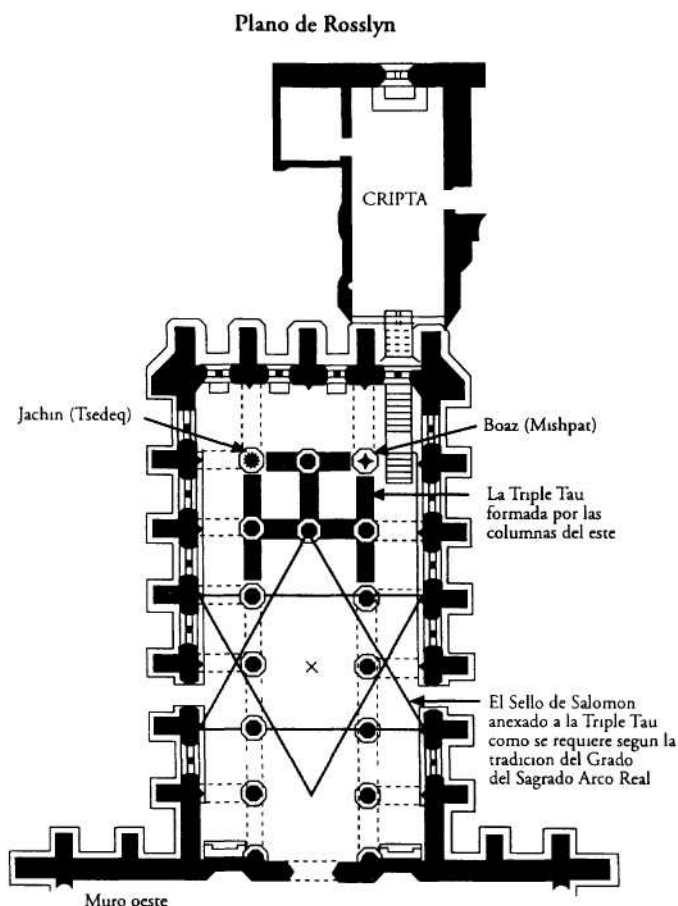 Plano de Rosslyn
CRIPTA
Jachin (Tsedeq)
Boaz (Mishpat)
La Triple Tau
formada por las
columnas del este
El Sello de Salomon
anexado a la Triple Tau
como se requiere segun la
tradicion del Grado
del Sagrado Arco Real
Muro oeste